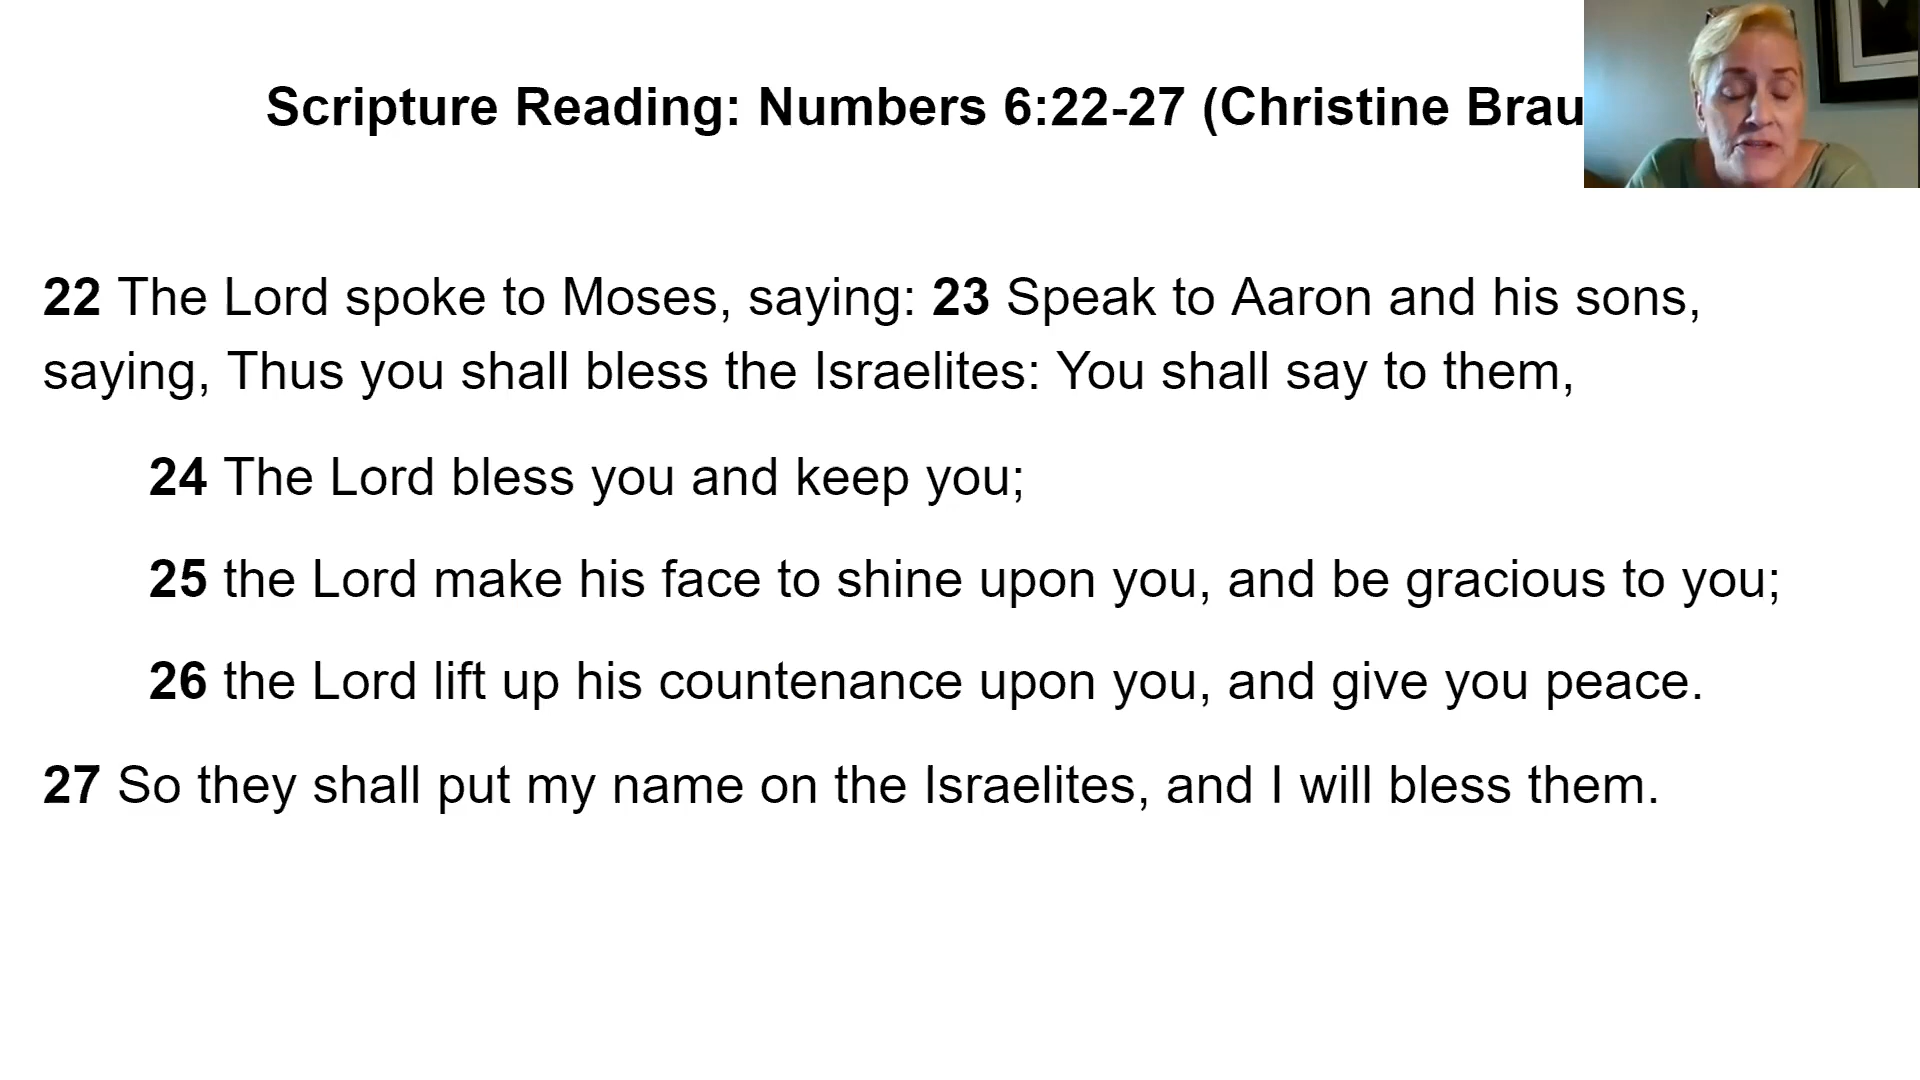 Scripture Reading: Numbers 6:22-27 (Christine Brau
22 The Lord spoke to Moses, saying: 23 Speak to Aaron and his sons,
saying, Thus you shall bless the Israelites: You shall say to them,
24 The Lord bless you and keep you;
25 the Lord make his face to shine upon you, and be gracious to you;
26 the Lord lift up his countenance upon you, and give you peace.
27 So they shall put my name on the Israelites, and I will bless them.